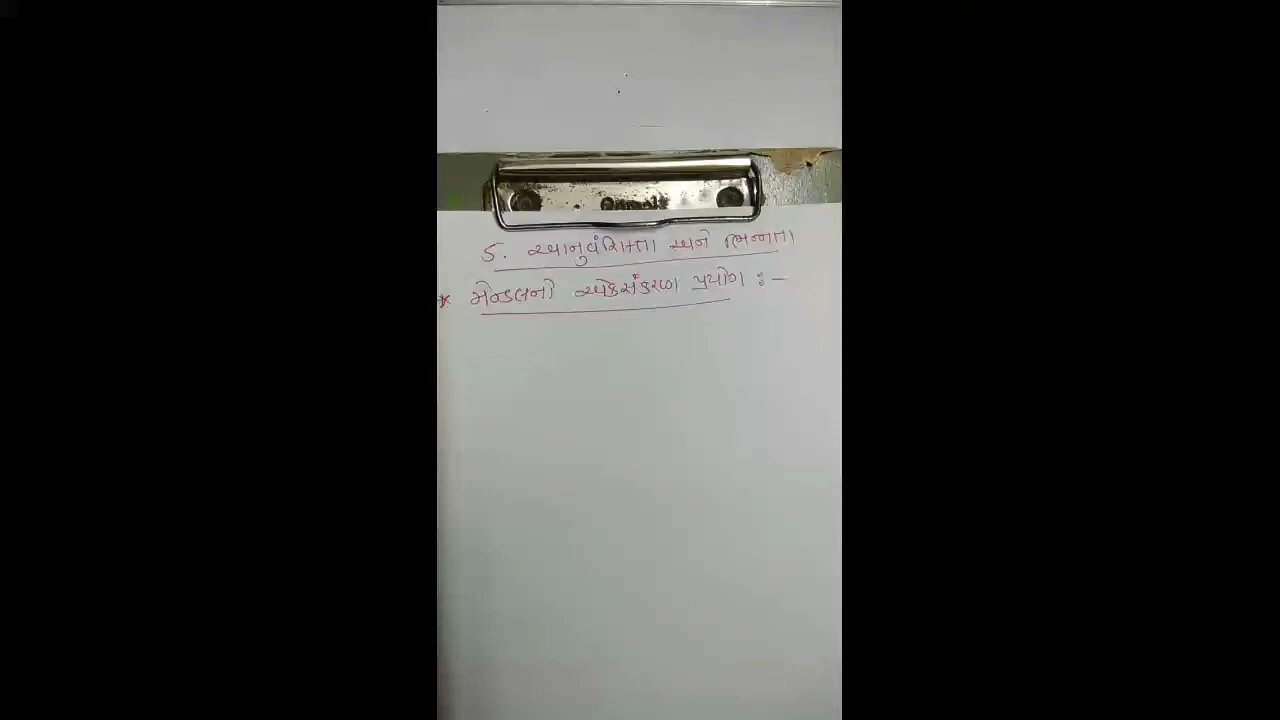 5. આનુવંશિકતા અને ભિન્નતા
* મેન્ડલનો એકસંકરણ પ્રયોગ :-